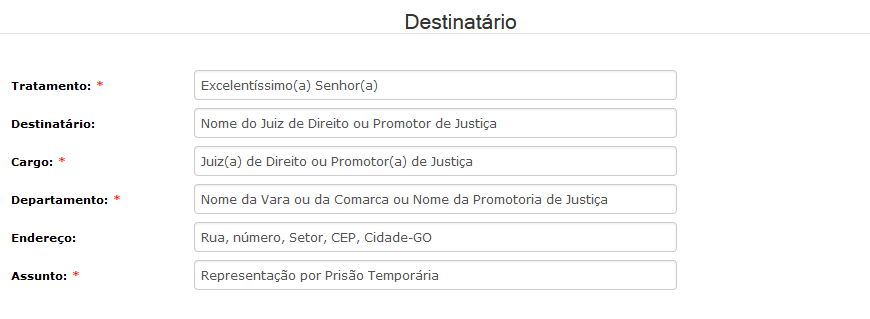 Destinatário
Tratamento: * Excelentíssimo(a) Senhor(a)
Destinatário: Nome do Juiz de Direito ou Promotor de Justiça
Cargo: * Juiz(a) de Direito ou Promotor(a) de Justiça
Departamento: * Nome da Vara ou da Comarca ou Nome da Promotoria de Justiça
Endereço: Rua, número, Setor, CEP, Cidade-GO
Assunto: * Representação por Prisão Temporária